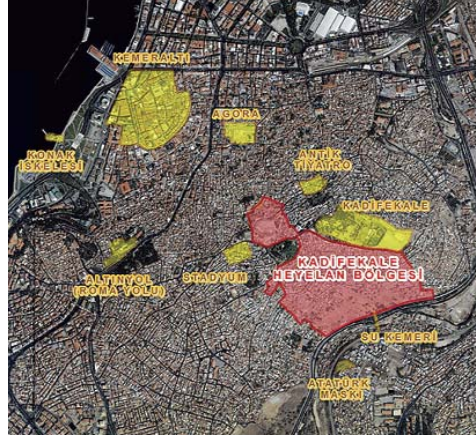 KEMERALTI
AGORA
KONAK
İSKELESİ
ANTİK
TİYATRO
KADİFEKALE
ALTINYOL
(ROMA YOLU)
STADYUM
KADİFEKALE
HEYELAN BÖLGESİ
SU KEMERİ
ATATÜRK
MASKI